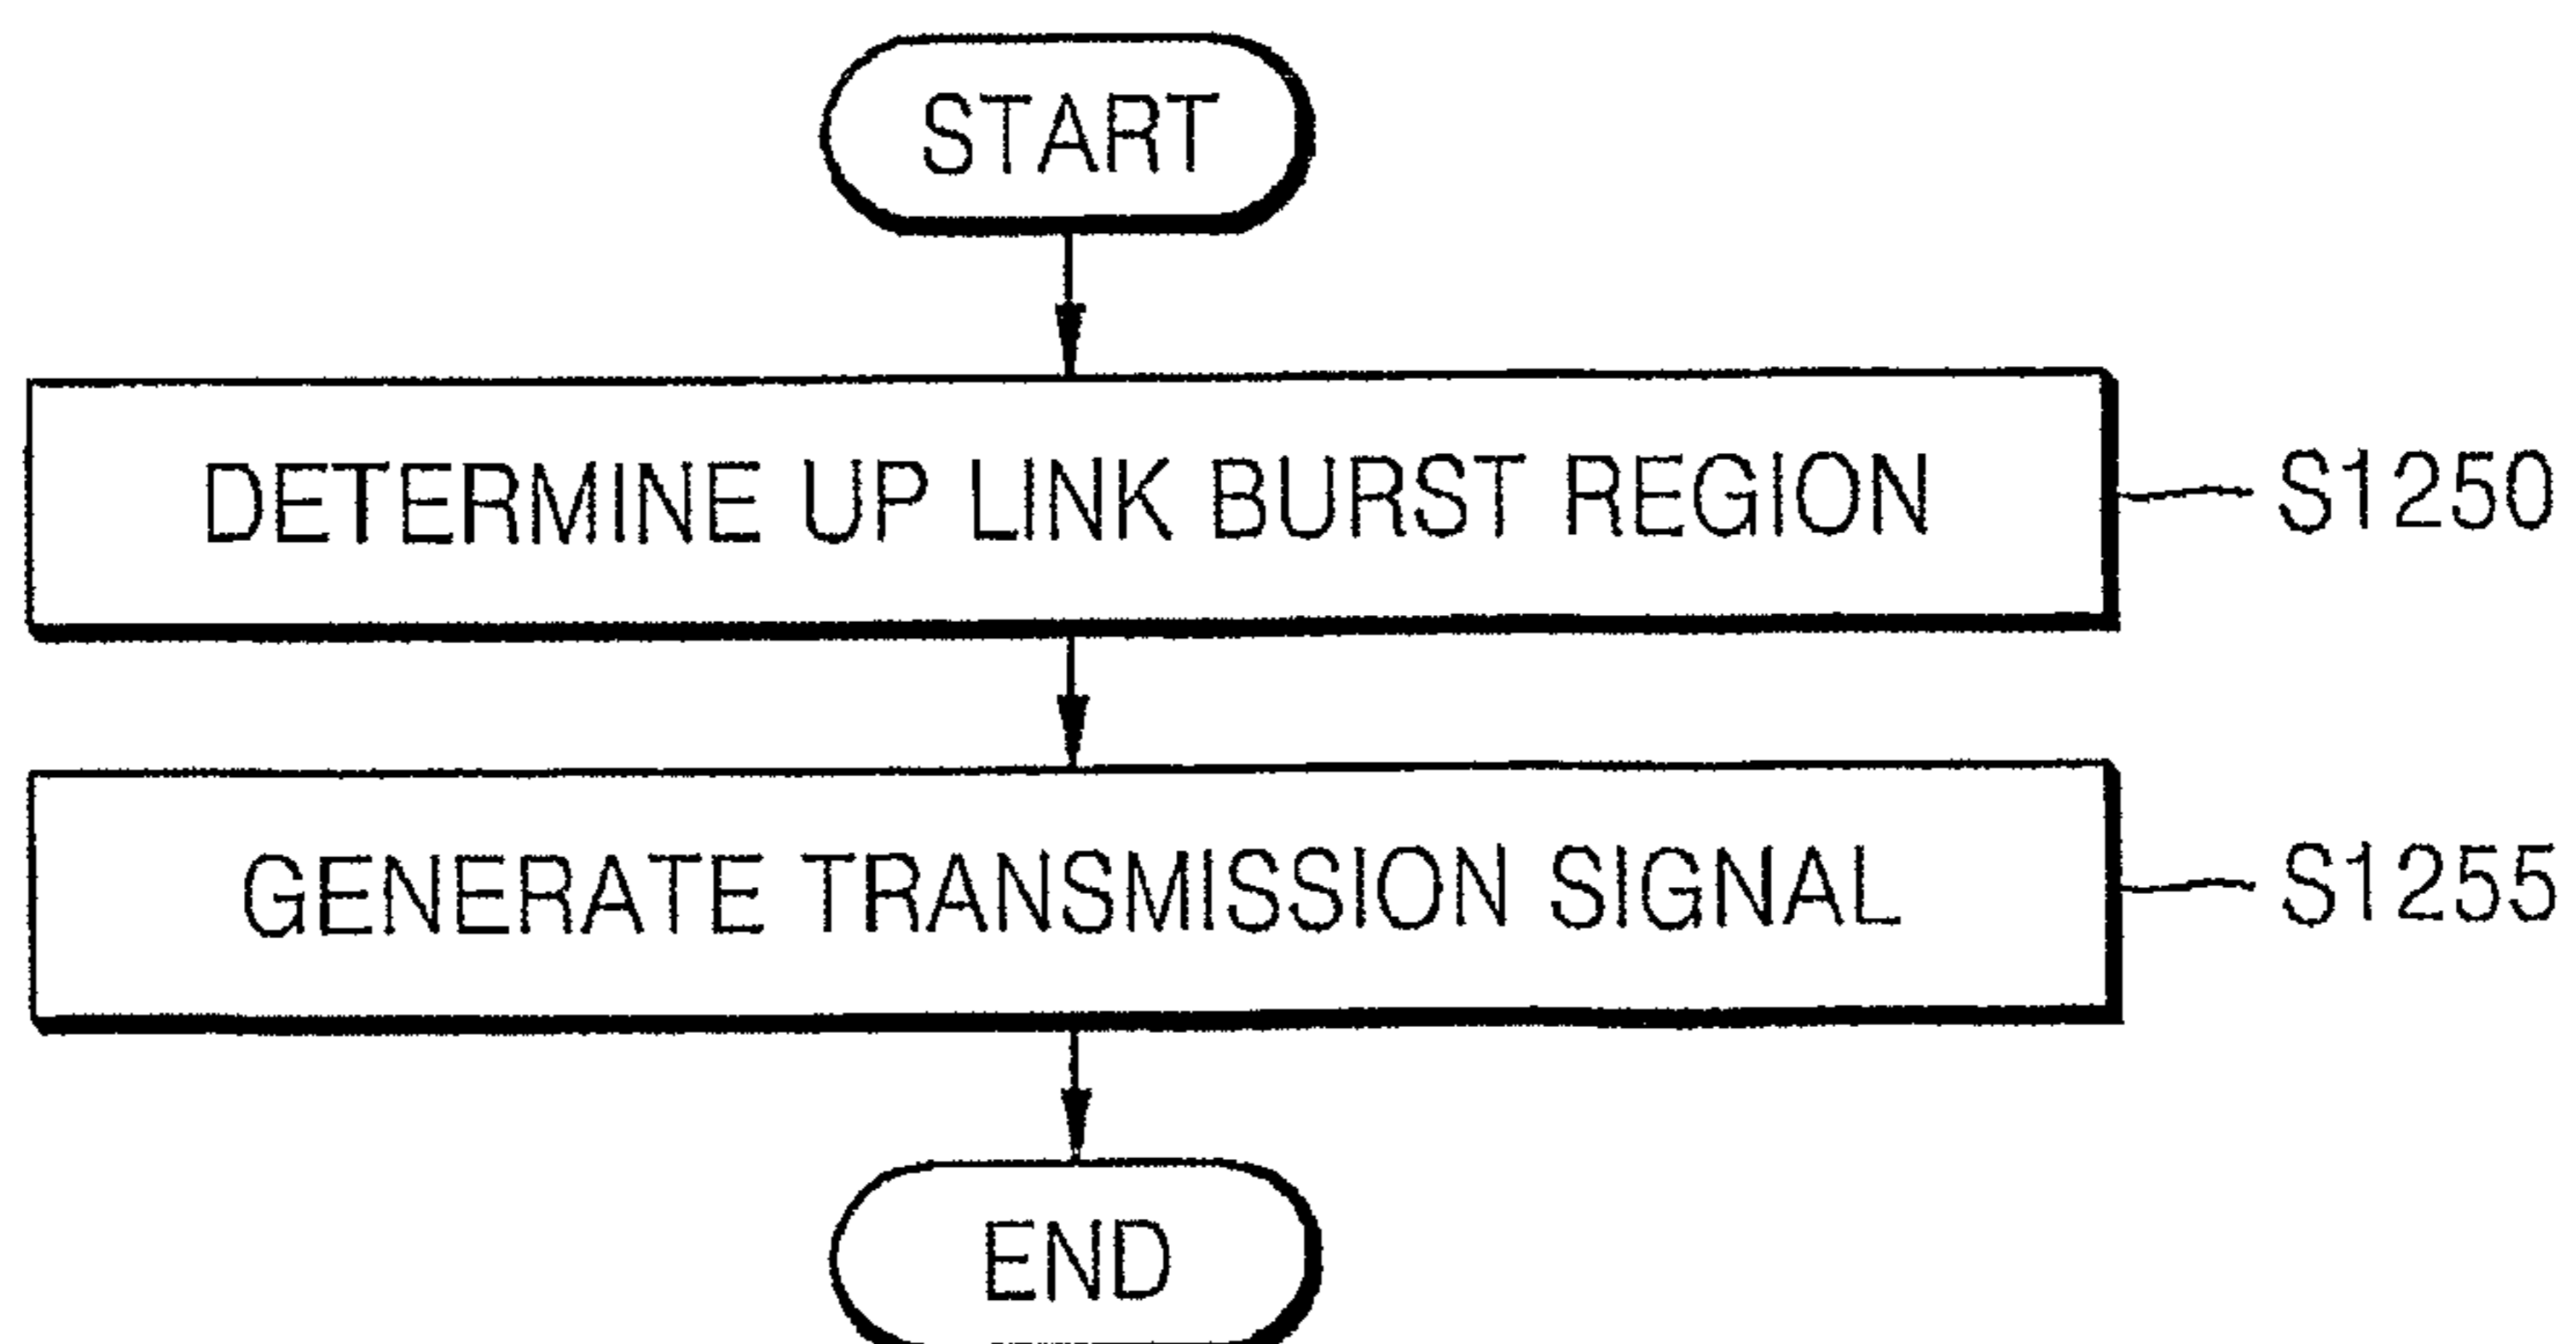 START
DETERMINE UP LINK BURST REGION
S1250
GENERATE TRANSMISSION SIGNAL
S1255
END